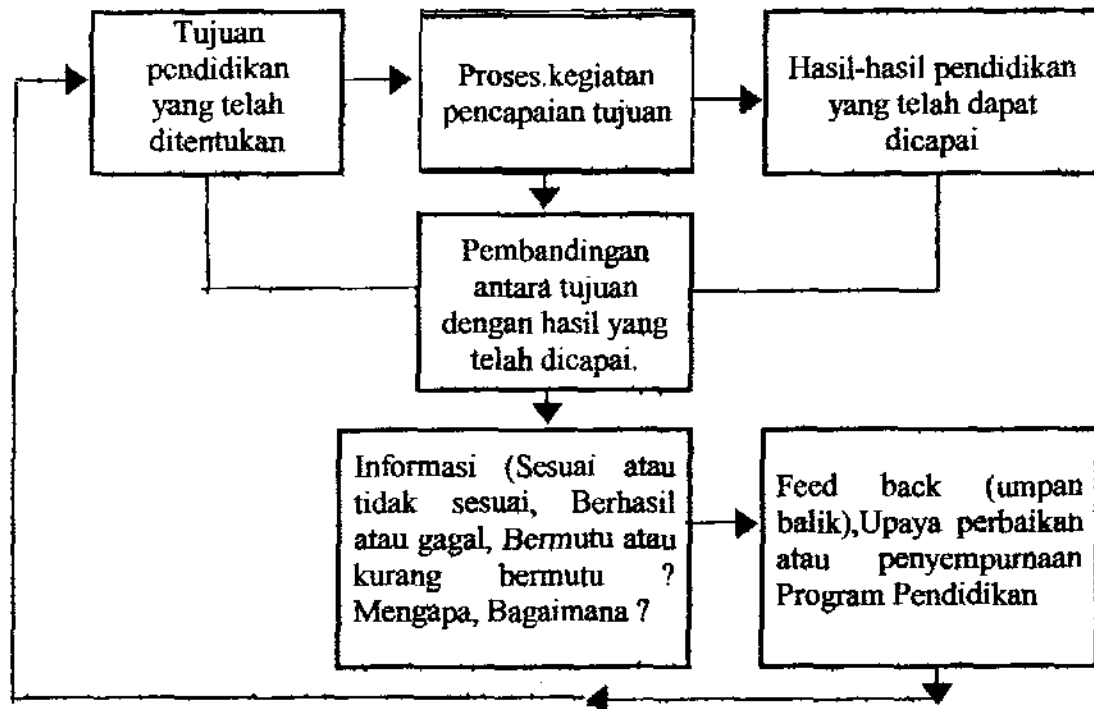 Tujuan
pendidikan
yang telah
ditentukan
Proses.kegiatan
pencapaian tujuan
Hasil-hasil pendidikan
yang telah dapat
dicapai
Pembandingan
antara tujuan
dengan hasil yang
telah dicapai.
Informasi (Sesuai atau
tidak sesuai, Berhasil
atau gagal, Bermutu atau
kurang bermutu ?
Mengapa, Bagaimana ?
Feed back (umpan
balik),Upaya perbaikan
atau penyempurnaan
Program Pendidikan